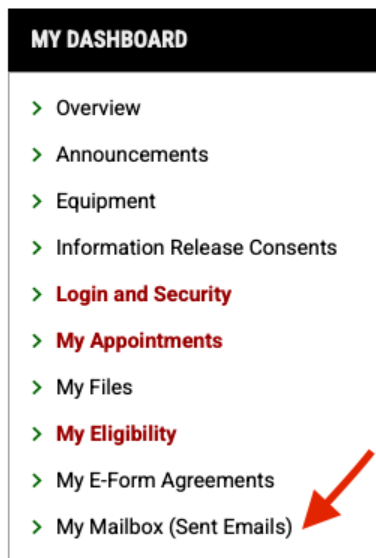 MY DASHBOARD
Overview
Announcements
Equipment
Information Release Consents
Login and Security
My Appointments
My Files
My Eligibility
My E-Form Agreements
My Mailbox (Sent Emails)